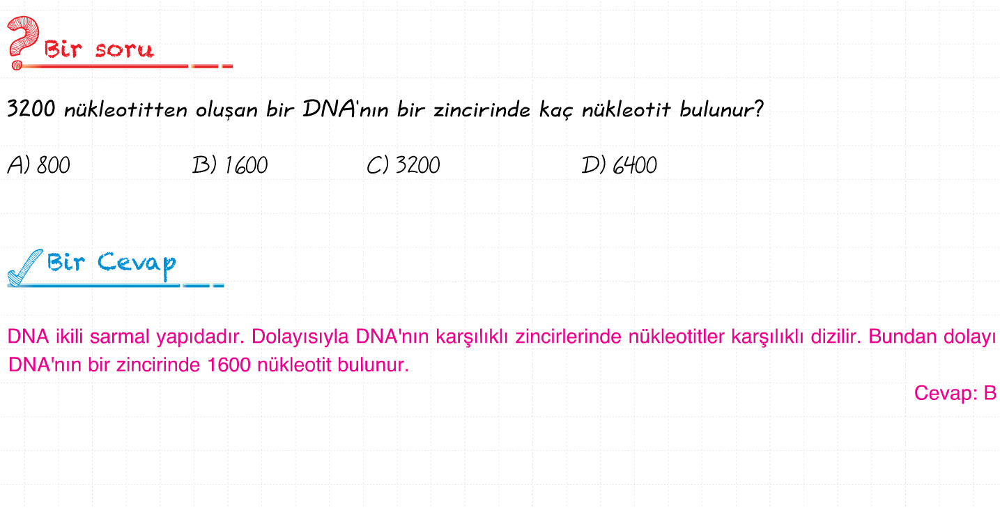 Bir soru
3200 nükleotitten oluşan bir DNA'nın bir zincirinde kaç nükleotit bulunur?
A) 800 B) 1600 C) 3200 D) 6400
Bir Cevap
DNA ikili sarmal yapıdadır. Dolayısıyla DNA'nın karşılıklı zincirlerinde nükleotitler karşılıklı dizilir. Bundan dolayı
DNA'nın bir zincirinde 1600 nükleotit bulunur.
Cevap: B